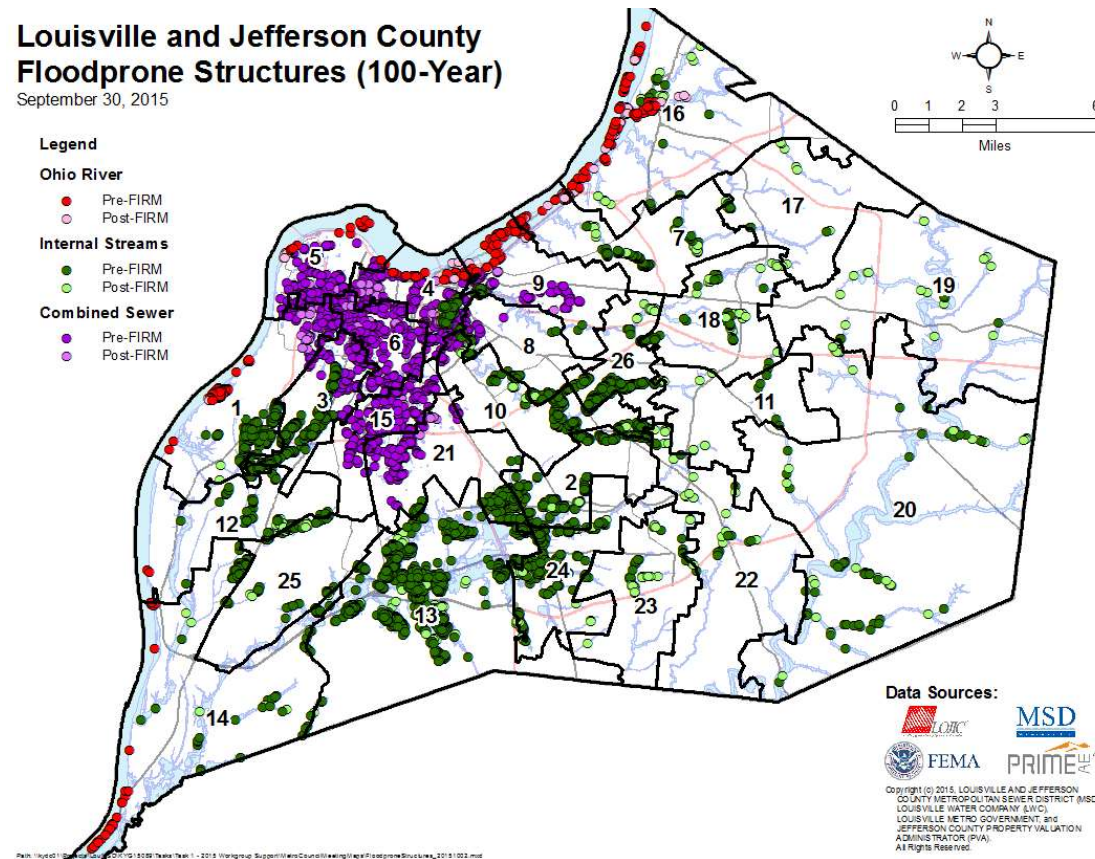 Louisville and Jefferson County
Floodprone Structures (100-Year)
September 30, 2015
Legend
Ohio River
Pre-FIRM
Post-FIRM
Internal Streams
Pre-FIRM
Post-FIRM
Combined Sewer
Pre-FIRM
Post-FIRM
N
W E
S
0 1 2 3 6
Miles
16
17
7
5
4
9
19
6
8
18
26
1
3
15
10
11
21
2
12
20
25
24
22
13
23
14
Data Sources:
LOJIC
MSD
FEMA
PRIME AE
Copyright (c) 2015, LOUISVILLE AND JEFFERSON
COUNTY METROPOLITAN SEWER DISTRICT (MSD
LOUISVILLE WATER COMPANY (LWC),
LOUISVILLE METRO GOVERNMENT, and
JEFFERSON COUNTY PROPERTY VALUATION
ADMINISTRATOR (PVA).
All Rights Reserved.